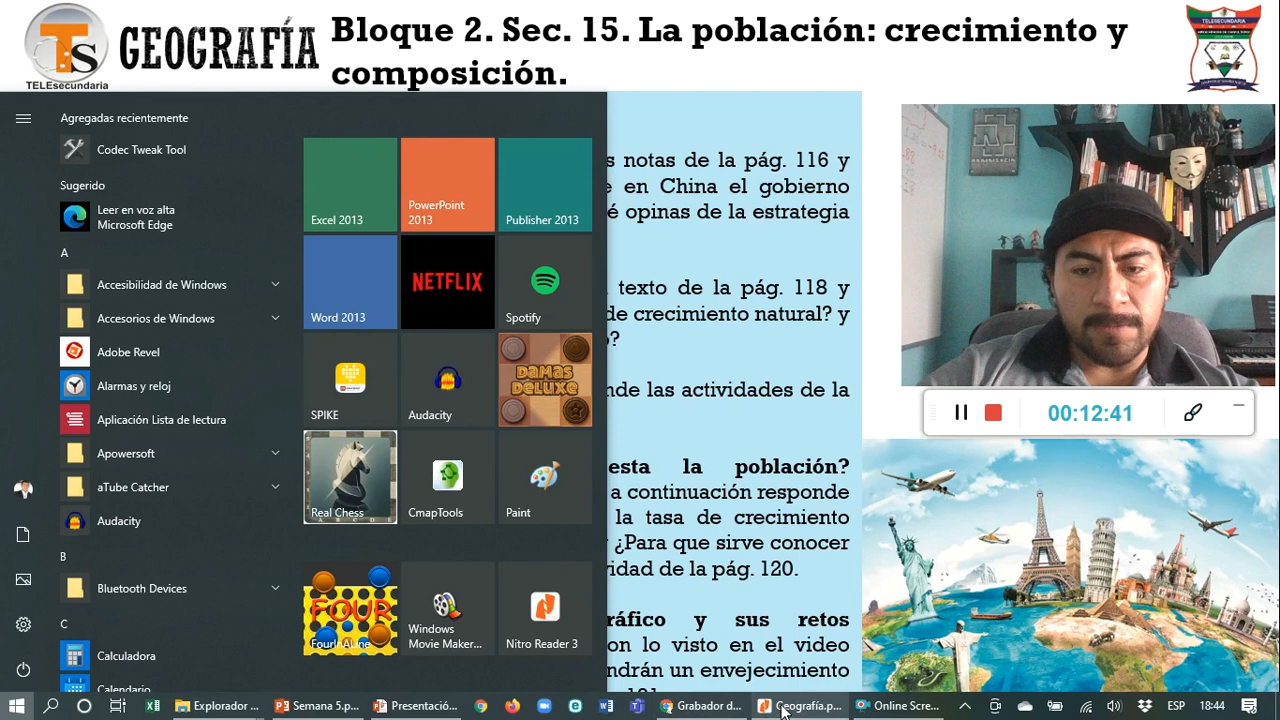 TS
TELEsecundaria
GEOGRAFÍA
Bloque 2. Sec. 15. La población: crecimiento y
composición.
TELESECUNDARIA
Agregadas recientemente
Codec Tweak Tool
Sugerido
Leer en voz alta
Microsoft Edge
A
Accesibilidad de Windows
Accesorios de Windows
Adobe Revel
Alarmas y reloj
Aplicación Lista de lectura
Apowersoft
aTube Catcher
Audacity
B
Bluetooth Devices
C
Calculadora
Calendario
Excel 2013
PowerPoint
2013
Publisher 2013
Word 2013
NETFLIX
Spotify
SPIKE
Audacity
DAMAS
DELUXE
Real Chess
CmapTools
Paint
FOUR
FourInALine
Windows
Movie Maker...
Nitro Reader 3
s notas de la pág. 116 y
e en China el gobierno
é opinas de la estrategia
texto de la pág. 118 y
de crecimiento natural? y
o?
nde las actividades de la
esta la población?
a continuación responde
la tasa de crecimiento
¿Para que sirve conocer
vidad de la pág. 120.
ráfico y sus retos
on lo visto en el video
ndrán un envejecimiento
RAMMSTEIN
00:12:41
Explorador ...
Semana 5.p...
Presentació...
Grabador d...
Geografía.p...
Online Scre...
ESP
18:44